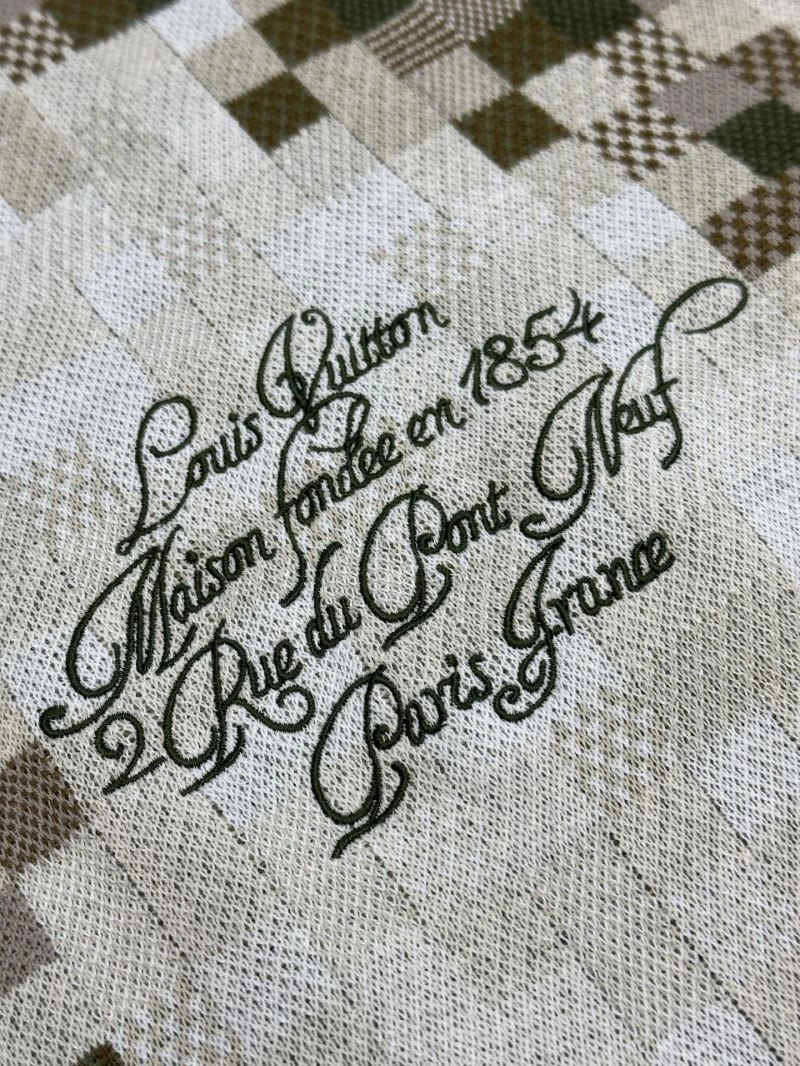 Louis Vuitton
Maison fondée en 1854
2 Rue du Pont Neuf
Paris France